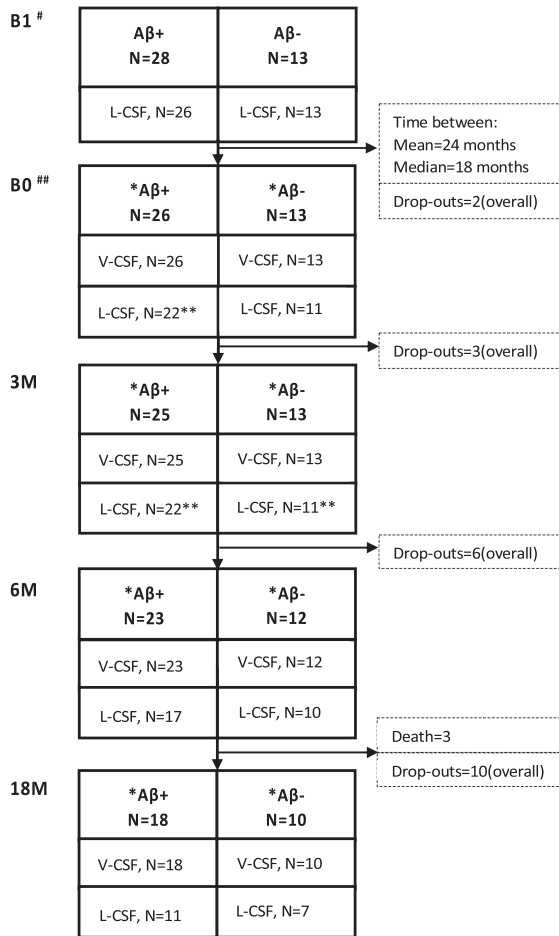 B1 #
Aβ+
N=28
Aβ-
N=13
L-CSF, N=26
L-CSF, N=13
Time between:
Mean=24 months
Median=18 months
Drop-outs=2(overall)
B0 ##
*Aβ+
N=26
*Aβ-
N=13
V-CSF, N=26
V-CSF, N=13
L-CSF, N=22**
L-CSF, N=11
Drop-outs=3(overall)
3M
*Aβ+
N=25
*Aβ-
N=13
V-CSF, N=25
V-CSF, N=13
L-CSF, N=22**
L-CSF, N=11**
Drop-outs=6(overall)
6M
*Aβ+
N=23
*Aβ-
N=12
V-CSF, N=23
V-CSF, N=12
L-CSF, N=17
L-CSF, N=10
Death=3
Drop-outs=10(overall)
18M
*Aβ+
N=18
*Aβ-
N=10
V-CSF, N=18
V-CSF, N=10
L-CSF, N=11
L-CSF, N=7